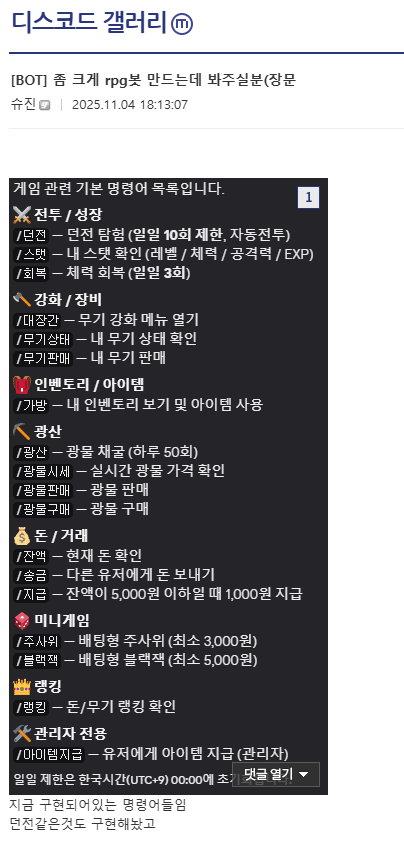 디스코드 갤러리ⓜ
[BOT] 좀 크게 rpg봇 만드는데 봐주실분(장문
슈진 | 2025.11.04 18:13:07
게임 관련 기본 명령어 목록입니다.
1
전투 / 성장
/던전 — 던전 탐험 (일일 10회 제한, 자동전투)
/스탯 — 내 스탯 확인 (레벨 / 체력 / 공격력 / EXP)
/회복 — 체력 회복 (일일 3회)
강화 / 장비
/대장간 — 무기 강화 메뉴 열기
/무기상태 — 내 무기 상태 확인
/무기판매 — 내 무기 판매
인벤토리 / 아이템
/가방 — 내 인벤토리 보기 및 아이템 사용
광산
/광산 — 광물 채굴 (하루 50회)
/광물시세 — 실시간 광물 가격 확인
/광물판매 — 광물 판매
/광물구매 — 광물 구매
돈 / 거래
/잔액 — 현재 돈 확인
/송금 — 다른 유저에게 돈 보내기
/지급 — 잔액이 5,000원 이하일 때 1,000원 지급
미니게임
/주사위 — 배팅형 주사위 (최소 3,000원)
/블랙잭 — 배팅형 블랙잭 (최소 5,000원)
랭킹
/랭킹 — 돈/무기 랭킹 확인
관리자 전용
/아이템지급 — 유저에게 아이템 지급 (관리자)
일일 제한은 한국시간(UTC+9) 00:00에
댓글 열기
지금 구현되어있는 명령어들임
던전같은것도 구현해놨고